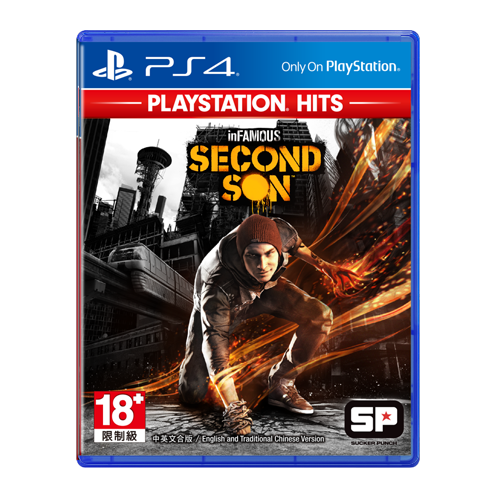 PS4
Only On PlayStation®
PLAYSTATION® HITS
inFAMOUS
SECOND
SON
18+
限制級
中英文合版 / English and Traditional Chinese Version
SP
SUCKER PUNCH